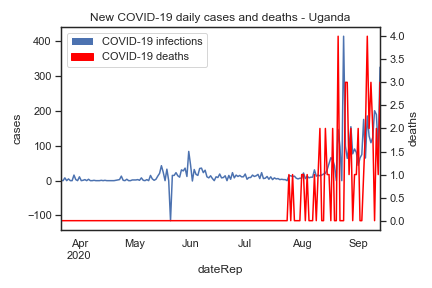 New COVID-19 daily cases and deaths - Uganda
COVID-19 infections
COVID-19 deaths
400
300
200
100
0
−100
cases
4.0
3.5
3.0
2.5
2.0
1.5
1.0
0.5
0.0
deaths
Apr
2020
May
Jun
Jul
Aug
Sep
dateRep